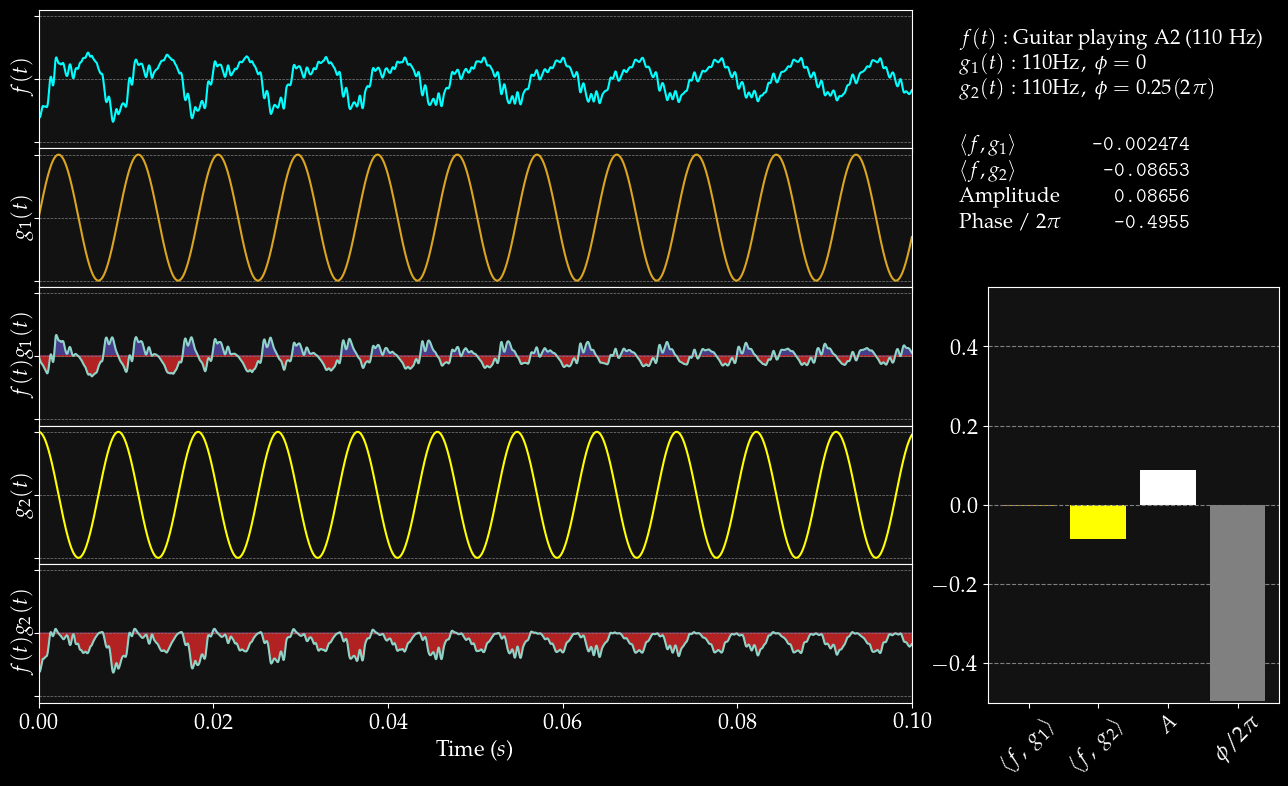 f(t) : Guitar playing A2 (110 Hz)
g₁(t) : 110Hz, ϕ = 0
g₂(t) : 110Hz, ϕ = 0.25(2π)
⟨f, g₁⟩ -0.002474
⟨f, g₂⟩ -0.08653
Amplitude 0.08656
Phase / 2π -0.4955
f(t)
g₁(t)
f(t)g₁(t)
g₂(t)
f(t)g₂(t)
0.00 0.02 0.04 0.06 0.08 0.10
Time (s)
0.4
0.2
0.0
−0.2
−0.4
⟨f, g₁⟩ ⟨f, g₂⟩ A ϕ/2π